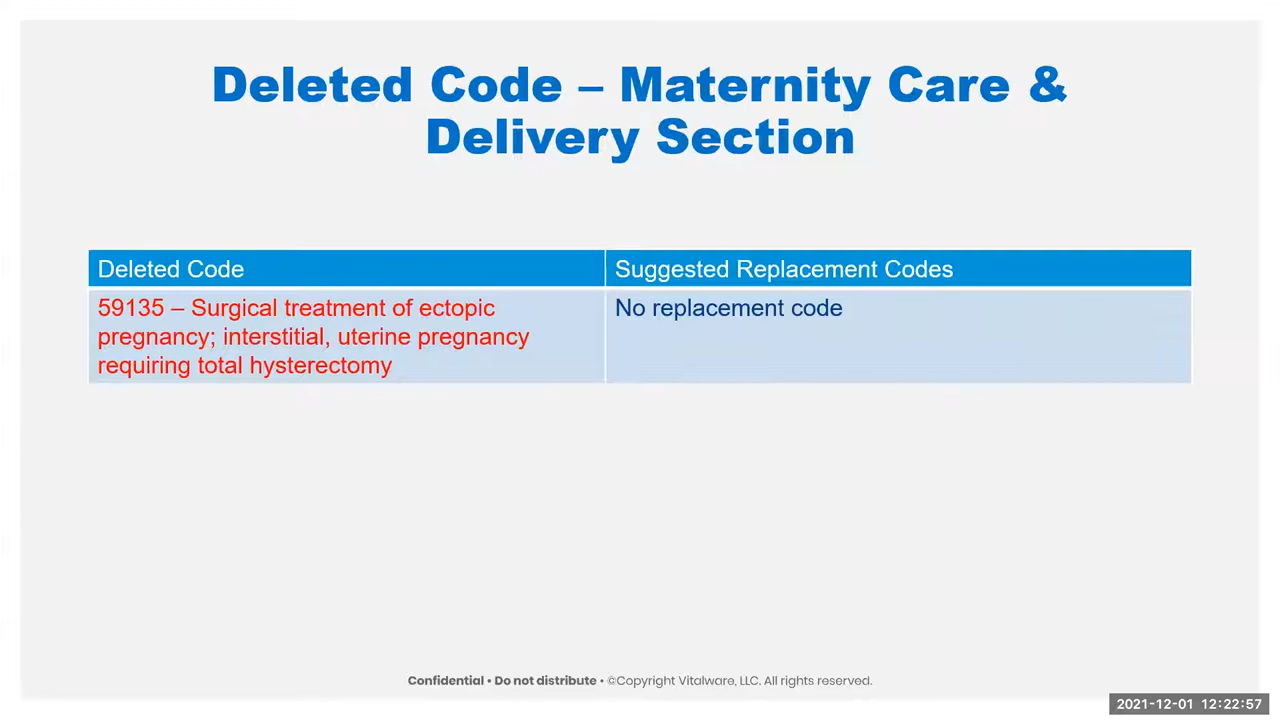 Deleted Code – Maternity Care &
Delivery Section
Deleted Code
Suggested Replacement Codes
59135 – Surgical treatment of ectopic
pregnancy; interstitial, uterine pregnancy
requiring total hysterectomy
No replacement code
Confidential • Do not distribute • ©Copyright Vitalware, LLC. All rights reserved.
2021-12-01 12:22:57